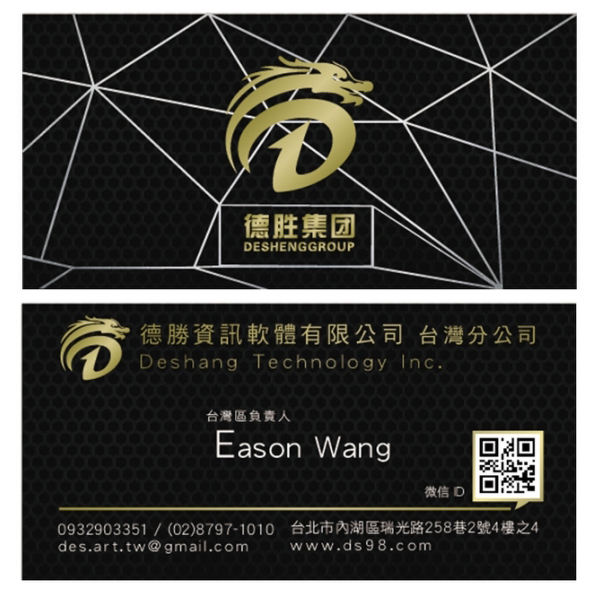 德胜集团
DESHENGGROUP
德勝資訊軟體有限公司 台灣分公司
Deshang Technology Inc.
台灣區負責人
Eason Wang
微信 ID
0932903351 / (02)8797-1010 台北市內湖區瑞光路258巷2號4樓之4
des.art.tw@gmail.com www.ds98.com